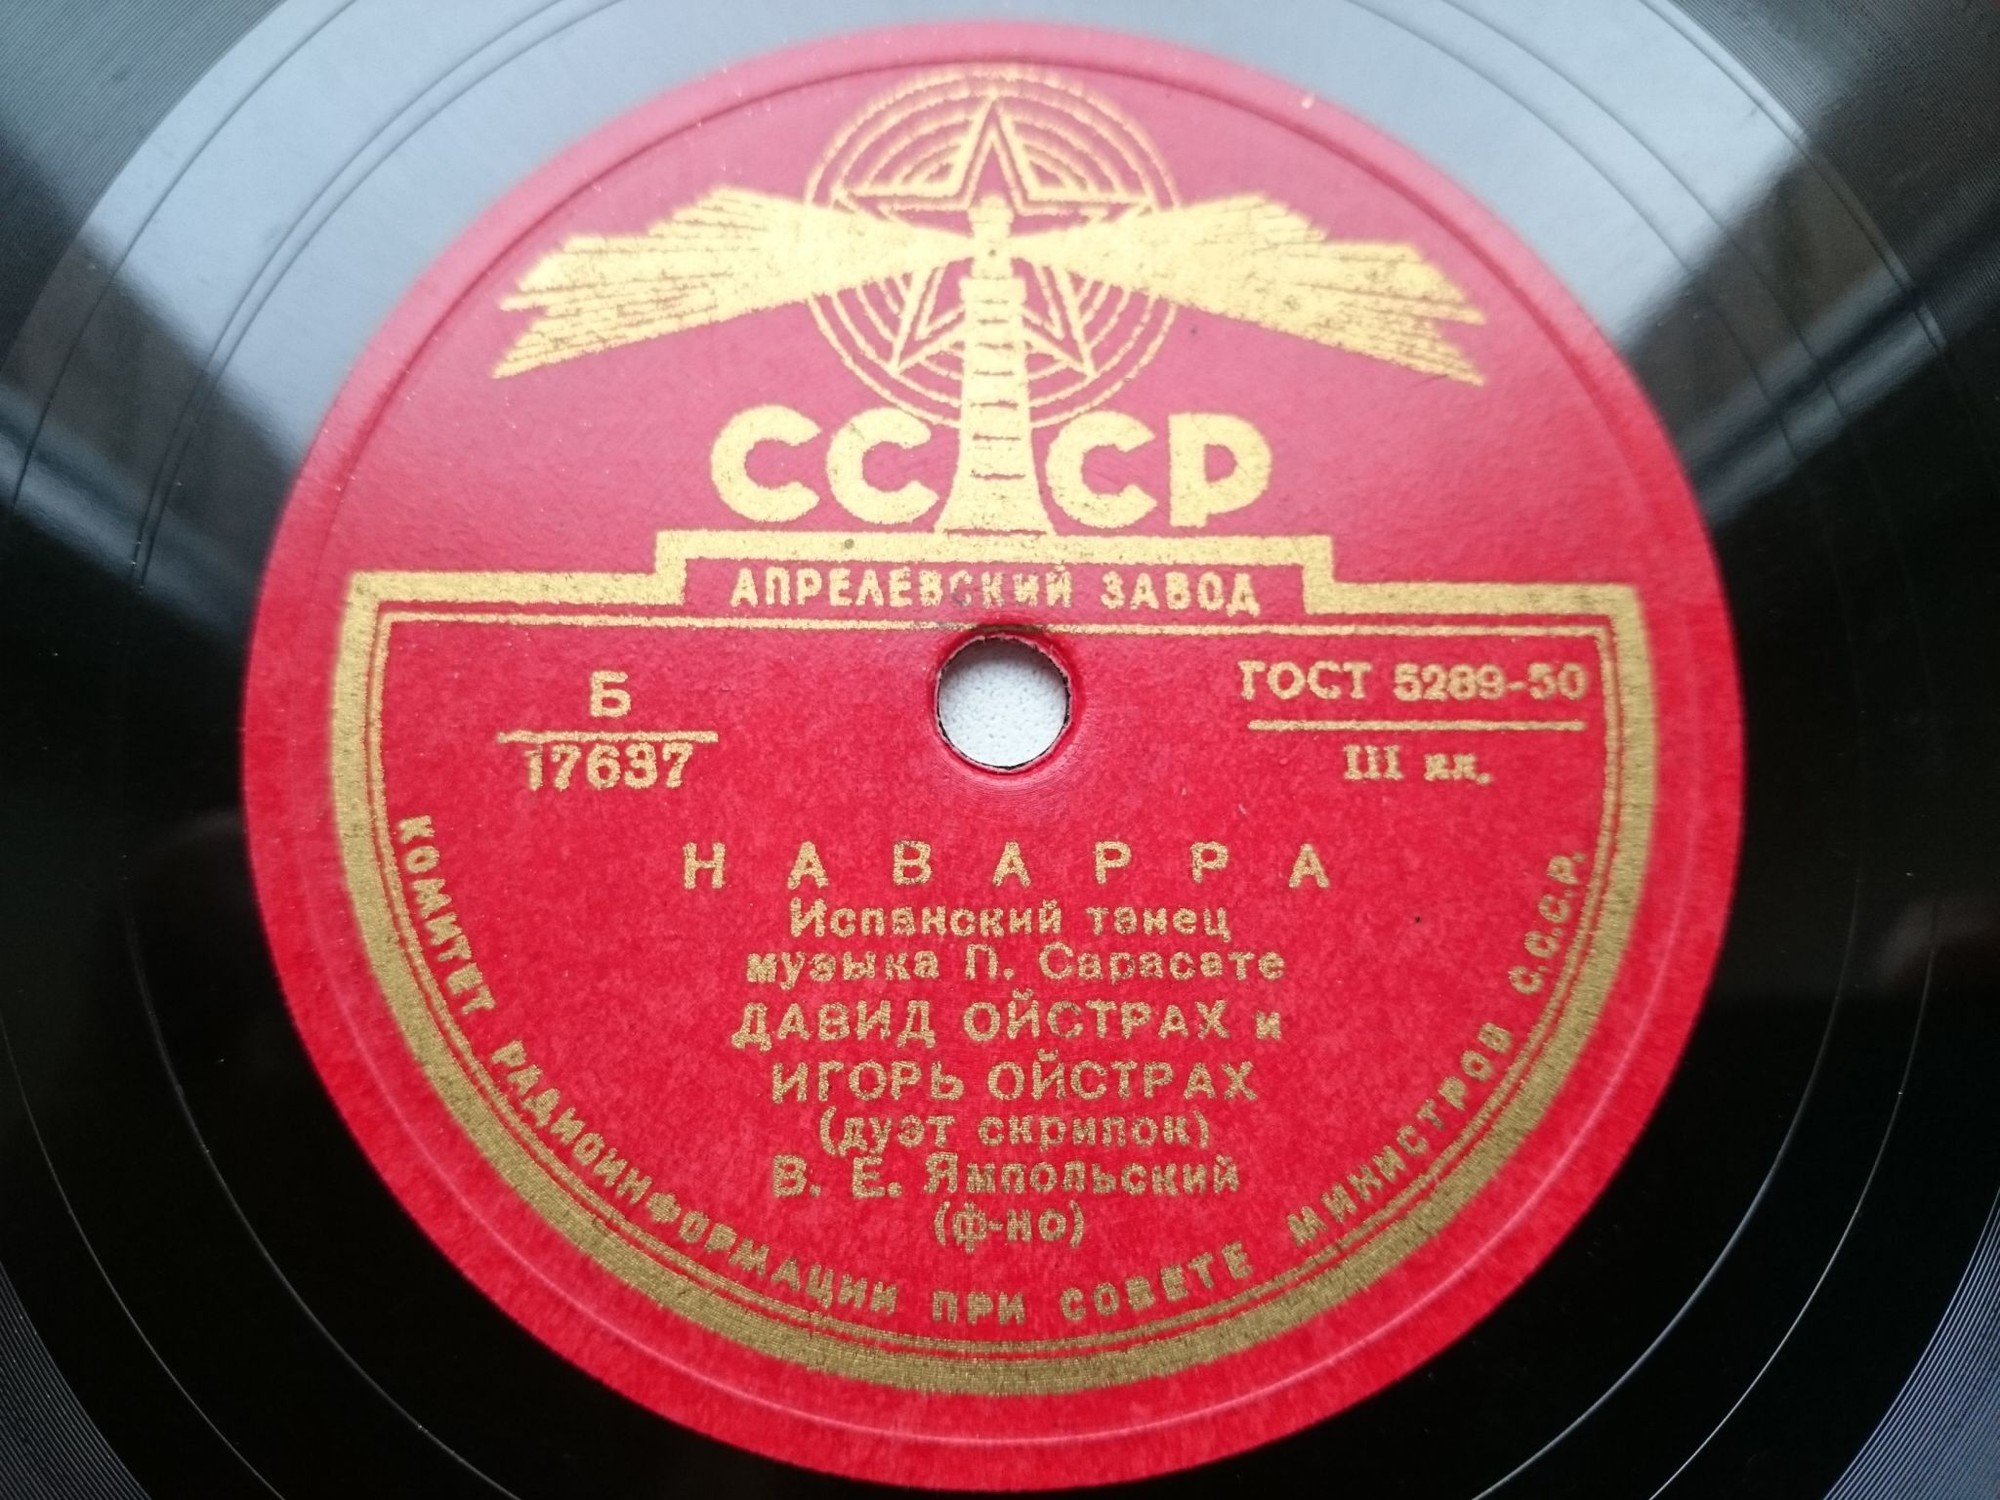 СССР
АПРЕЛЕВСКИЙ ЗАВОД
Б
17637
ГОСТ 5289-50
III кл.
НАВАРРА
Испанский танец
музыка П. Сарасате
ДАВИД ОЙСТРАХ и
ИГОРЬ ОЙСТРАХ
(дуэт скрипок)
В. Е. Ямпольский
(ф-но)
КОМИТЕТ РАДИОИНФОРМАЦИИ ПРИ СОВЕТЕ МИНИСТРОВ С.С.С.Р.